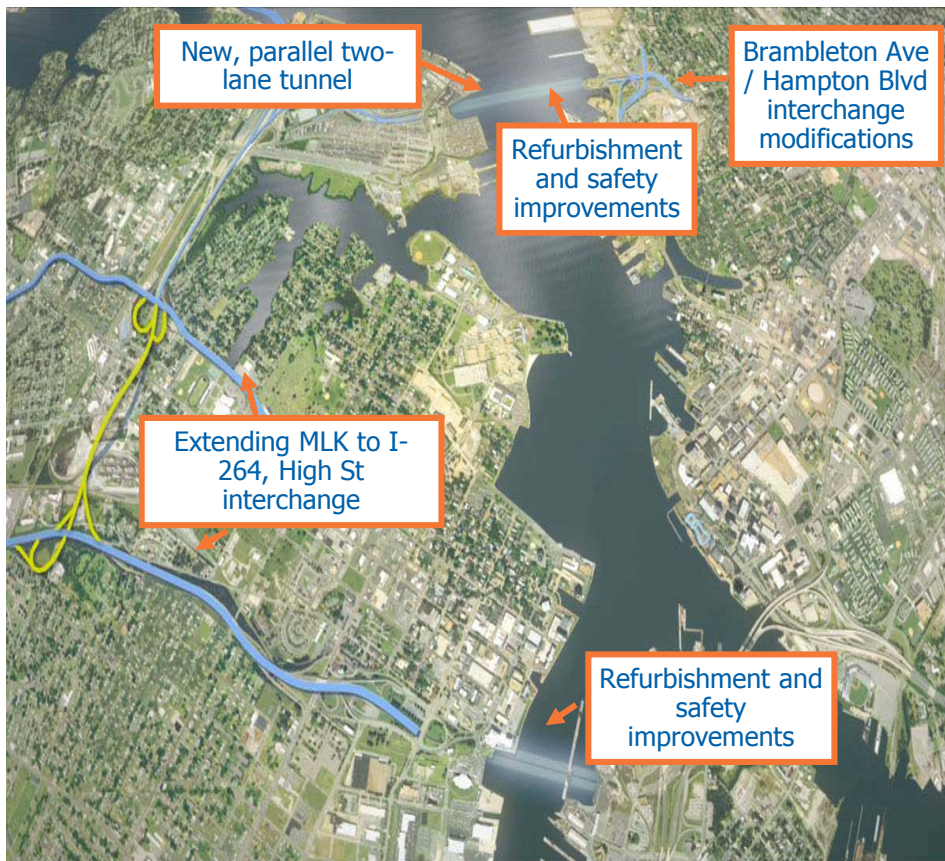 New, parallel two-
lane tunnel
Brambleton Ave
/ Hampton Blvd
interchange
modifications
Refurbishment
and safety
improvements
Extending MLK to I-
264, High St
interchange
Refurbishment and
safety
improvements